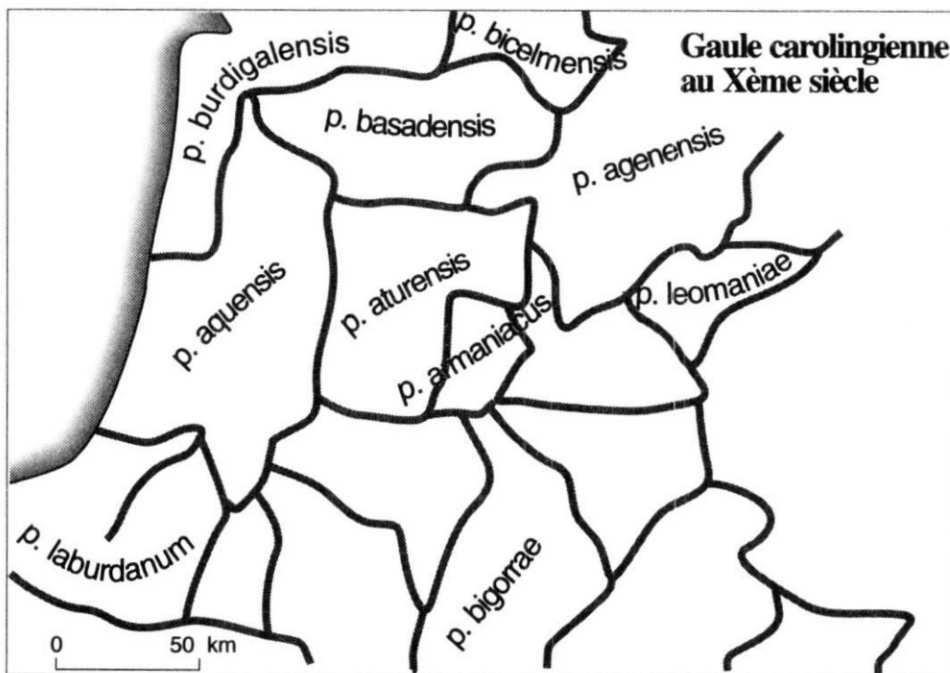 Gaule carolingienne
au Xème siècle
p. burdigalensis
p. bicelmensis
p. basadensis
p. agenensis
p. aquensis
p. aturensis
p. leomaniae
p. armaniacus
p. laburdanum
p. bigorrae
0 50 km